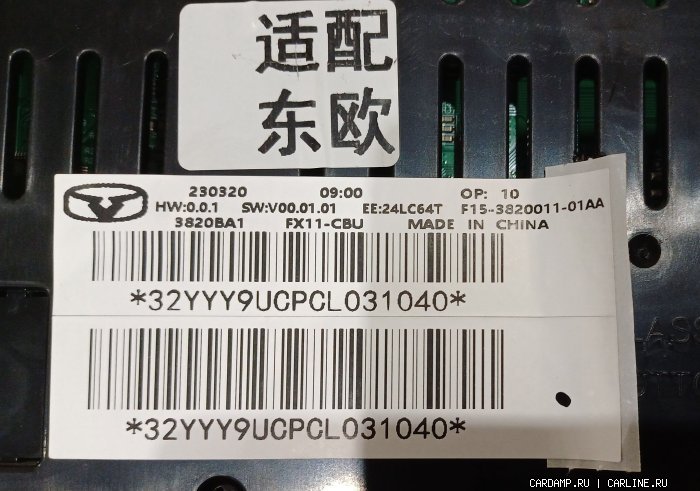 适配
东欧
230320 09:00 OP: 10
HW:0.0.1 SW:V00.01.01 EE:24LC64T F15-3820011-01AA
3820BA1 FX11-CBU MADE IN CHINA
*32YYY9UCPCL031040*
*32YYY9UCPCL031040*
CARDAMP.RU | CARLINE.RU